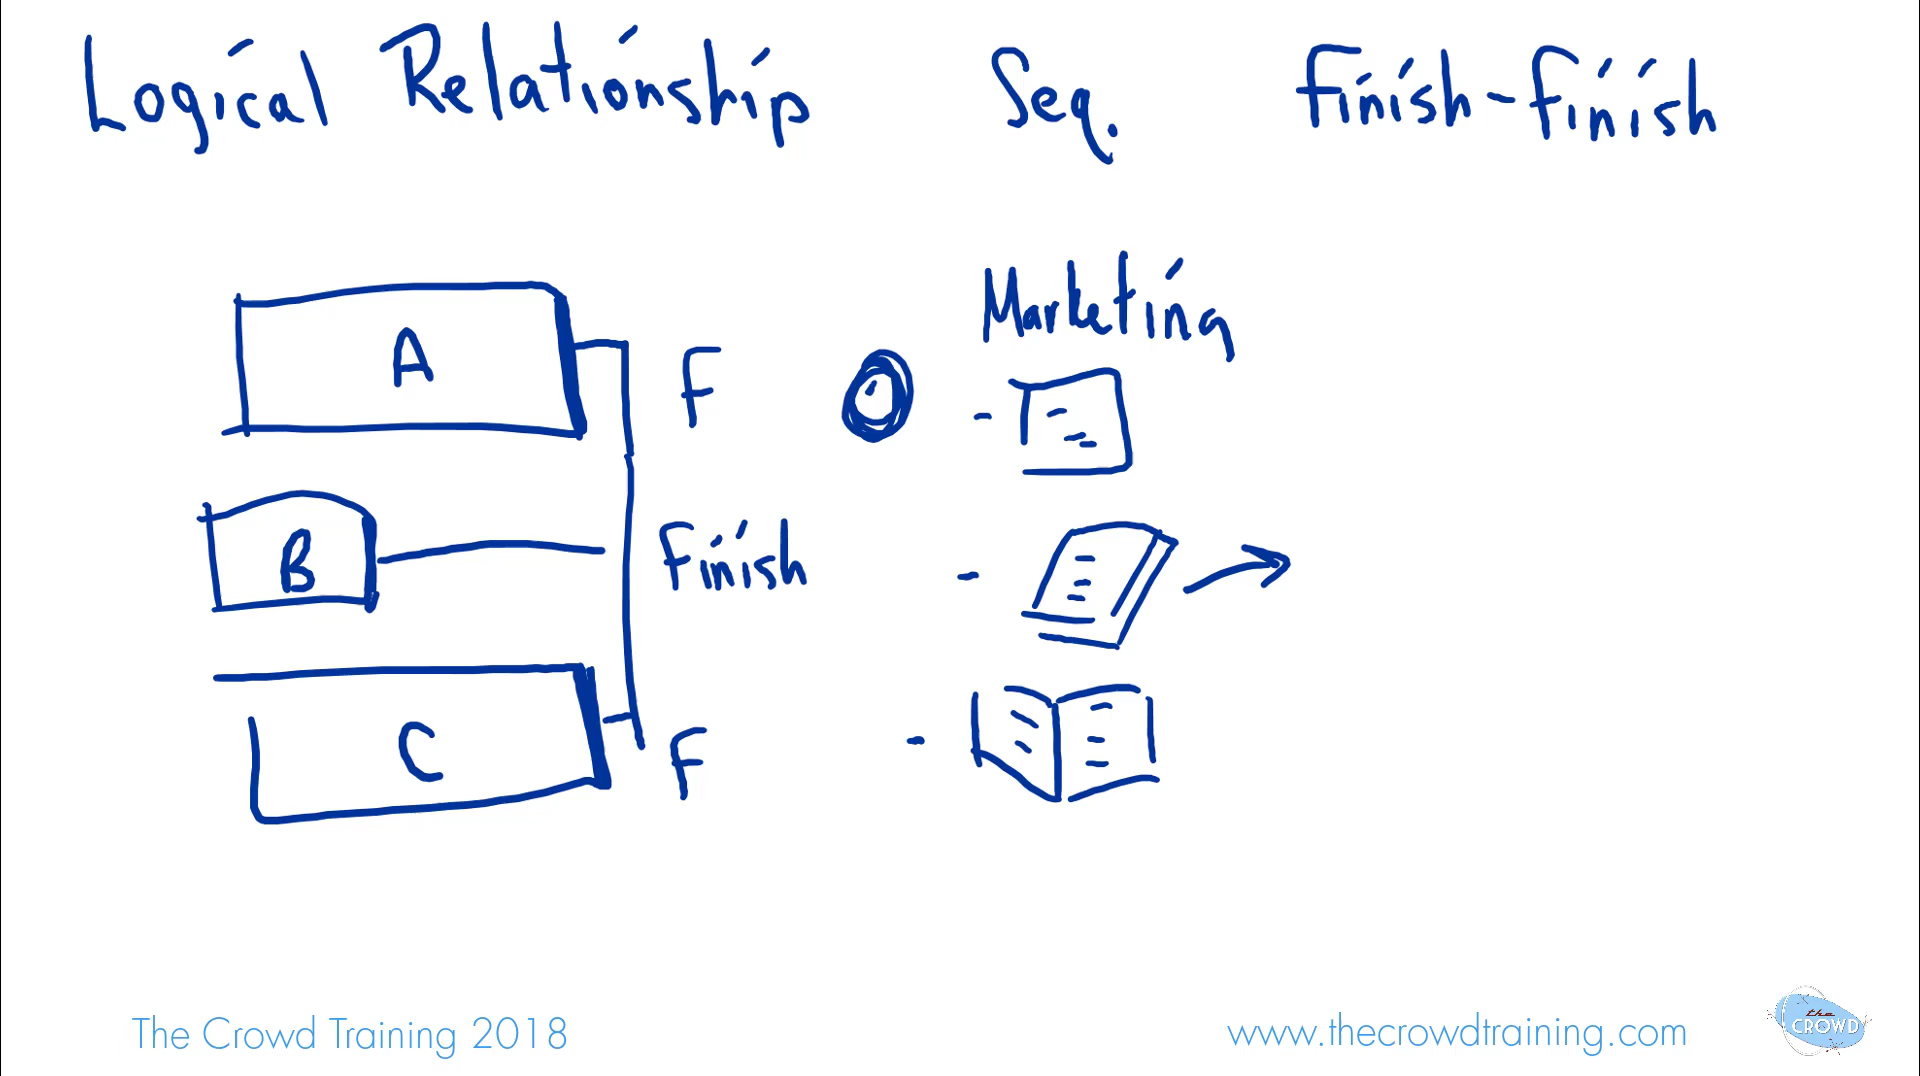 Logical Relationship Seq. Finish-Finish
Marketing
A
F
B
Finish
C
F
The Crowd Training 2018
www.thecrowdtraining.com
the
CROWD